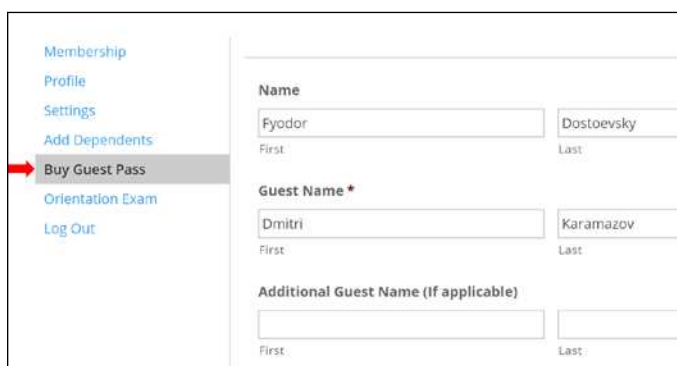 Membership
Profile
Settings
Add Dependents
Buy Guest Pass
Orientation Exam
Log Out
Name
Fyodor Dostoevsky
First Last
Guest Name *
Dmitri Karamazov
First Last
Additional Guest Name (If applicable)
First Last